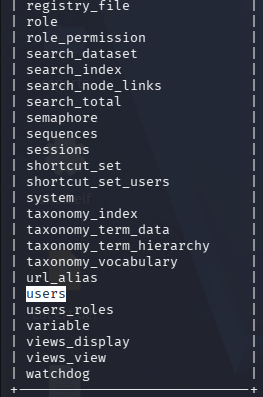 | registry_file |
| role |
| role_permission |
| search_dataset |
| search_index |
| search_node_links |
| search_total |
| semaphore |
| sequences |
| sessions |
| shortcut_set |
| shortcut_set_users |
| system |
| taxonomy_index |
| taxonomy_term_data |
| taxonomy_term_hierarchy |
| taxonomy_vocabulary |
| url_alias |
| users |
| users_roles |
| variable |
| views_display |
| views_view |
| watchdog |